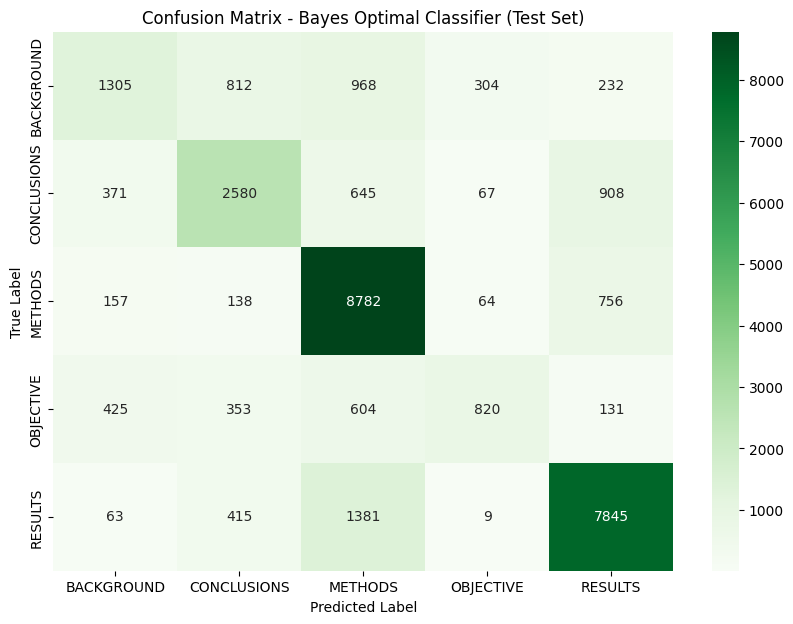 Confusion Matrix - Bayes Optimal Classifier (Test Set)
True Label
BACKGROUND 1305 812 968 304 232
CONCLUSIONS 371 2580 645 67 908
METHODS 157 138 8782 64 756
OBJECTIVE 425 353 604 820 131
RESULTS 63 415 1381 9 7845
BACKGROUND CONCLUSIONS METHODS OBJECTIVE RESULTS
Predicted Label
8000
7000
6000
5000
4000
3000
2000
1000